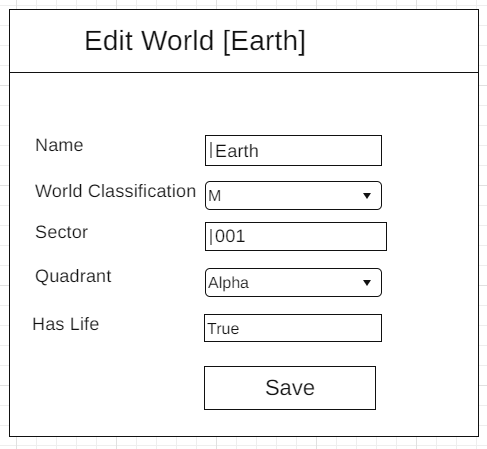 Edit World [Earth]
Name
Earth
World Classification
M
Sector
001
Quadrant
Alpha
Has Life
True
Save